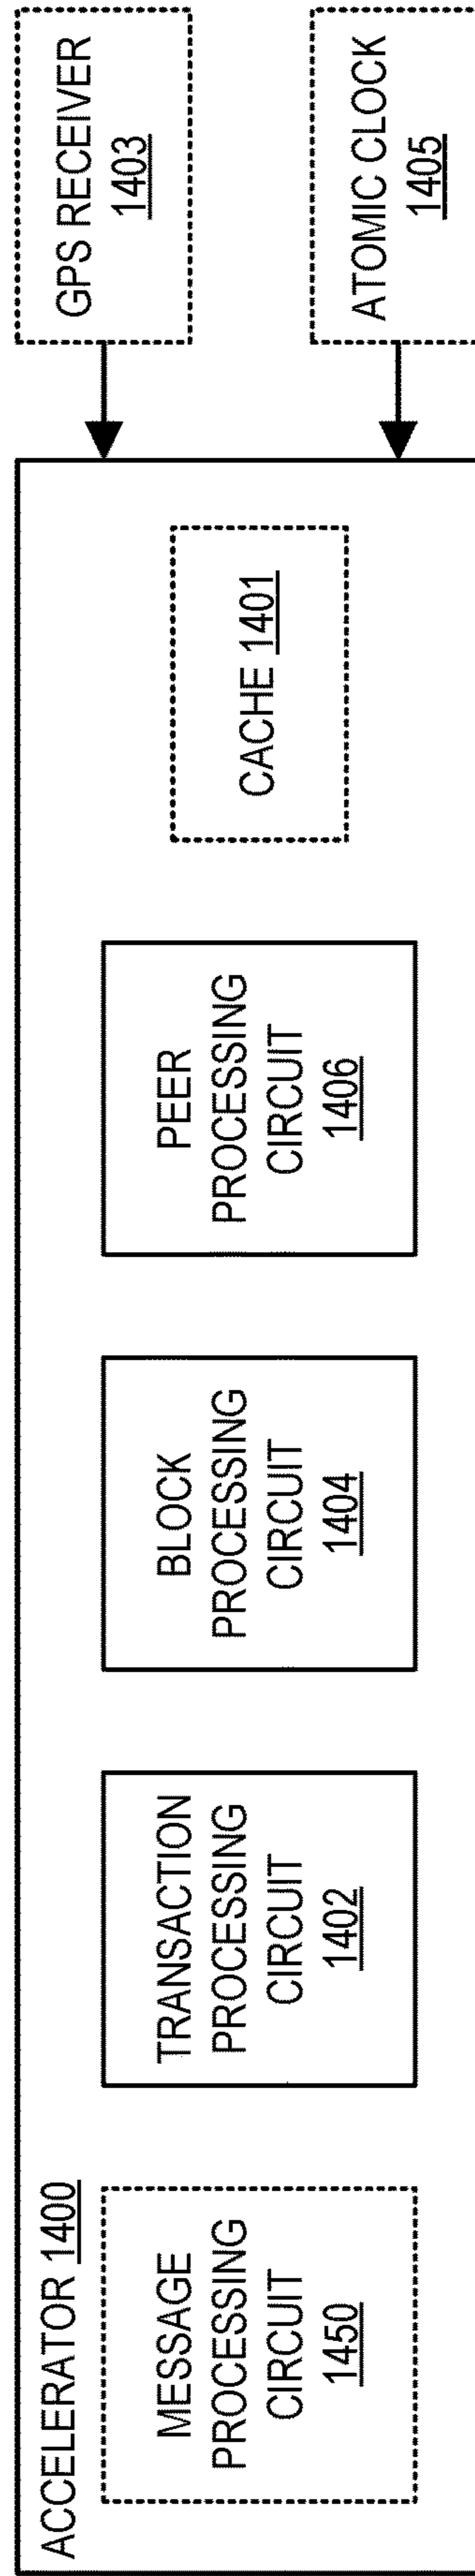 ACCELERATOR 1400
MESSAGE
PROCESSING
CIRCUIT
1450
TRANSACTION
PROCESSING
CIRCUIT
1402
BLOCK
PROCESSING
CIRCUIT
1404
PEER
PROCESSING
CIRCUIT
1406
CACHE 1401
GPS RECEIVER
1403
ATOMIC CLOCK
1405